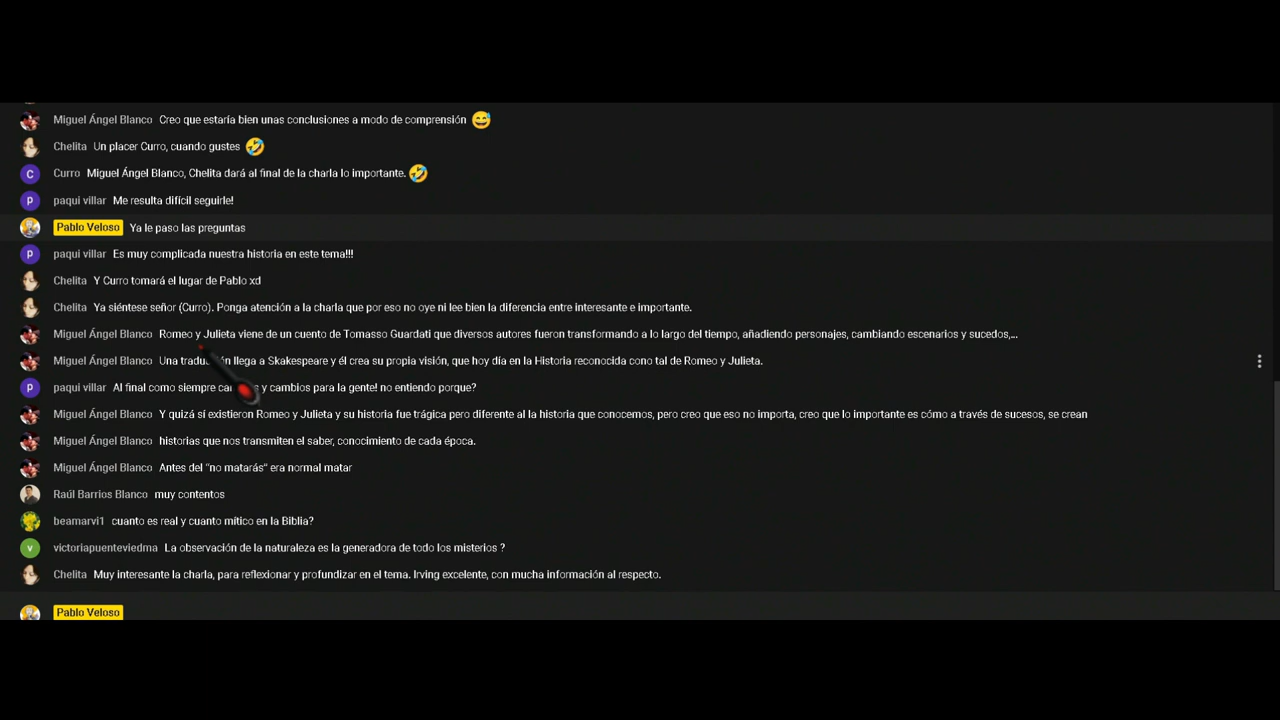 Miguel Ángel Blanco Creo que estaría bien unas conclusiones a modo de comprensión 😅
Chelita Un placer Curro, cuando gustes 🤣
C Curro Miguel Ángel Blanco, Chelita dará al final de la charla lo importante. 🤣
p paqui villar Me resulta difícil seguirle!
Pablo Veloso Ya le paso las preguntas
p paqui villar Es muy complicada nuestra historia en este tema!!!
Chelita Y Curro tomará el lugar de Pablo xd
Chelita Ya siéntese señor (Curro). Ponga atención a la charla que por eso no oye ni lee bien la diferencia entre interesante e importante.
Miguel Ángel Blanco Romeo y Julieta viene de un cuento de Tomasso Guardati que diversos autores fueron transformando a lo largo del tiempo, añadiendo personajes, cambiando escenarios y sucedos,...
Miguel Ángel Blanco Una llega a Skakespeare y él crea su propia visión, que hoy día en la Historia reconocida cono tal de Romeo y Julieta.
p paqui villar Al final como siempre y cambios para la gente! no entiendo porque?
Miguel Ángel Blanco Y quizá sí existieron Romeo y Julieta y su historia fue trágica pero diferente al la historia que conocemos, pero creo que eso no importa, creo que lo importante es cómo a través de sucesos, se crean
Miguel Ángel Blanco historias que nos transmiten el saber, conocimiento de cada época.
Miguel Ángel Blanco Antes del "no matarás" era normal matar
Raúl Barrios Blanco muy contentos
beamarvi1 cuanto es real y cuanto mítico en la Biblia?
v victoriapuenteviedma La observación de la naturaleza es la generadora de todo los misterios ?
Chelita Muy interesante la charla, para reflexionar y profundizar en el tema. Irving excelente, con mucha información al respecto.
Pablo Veloso